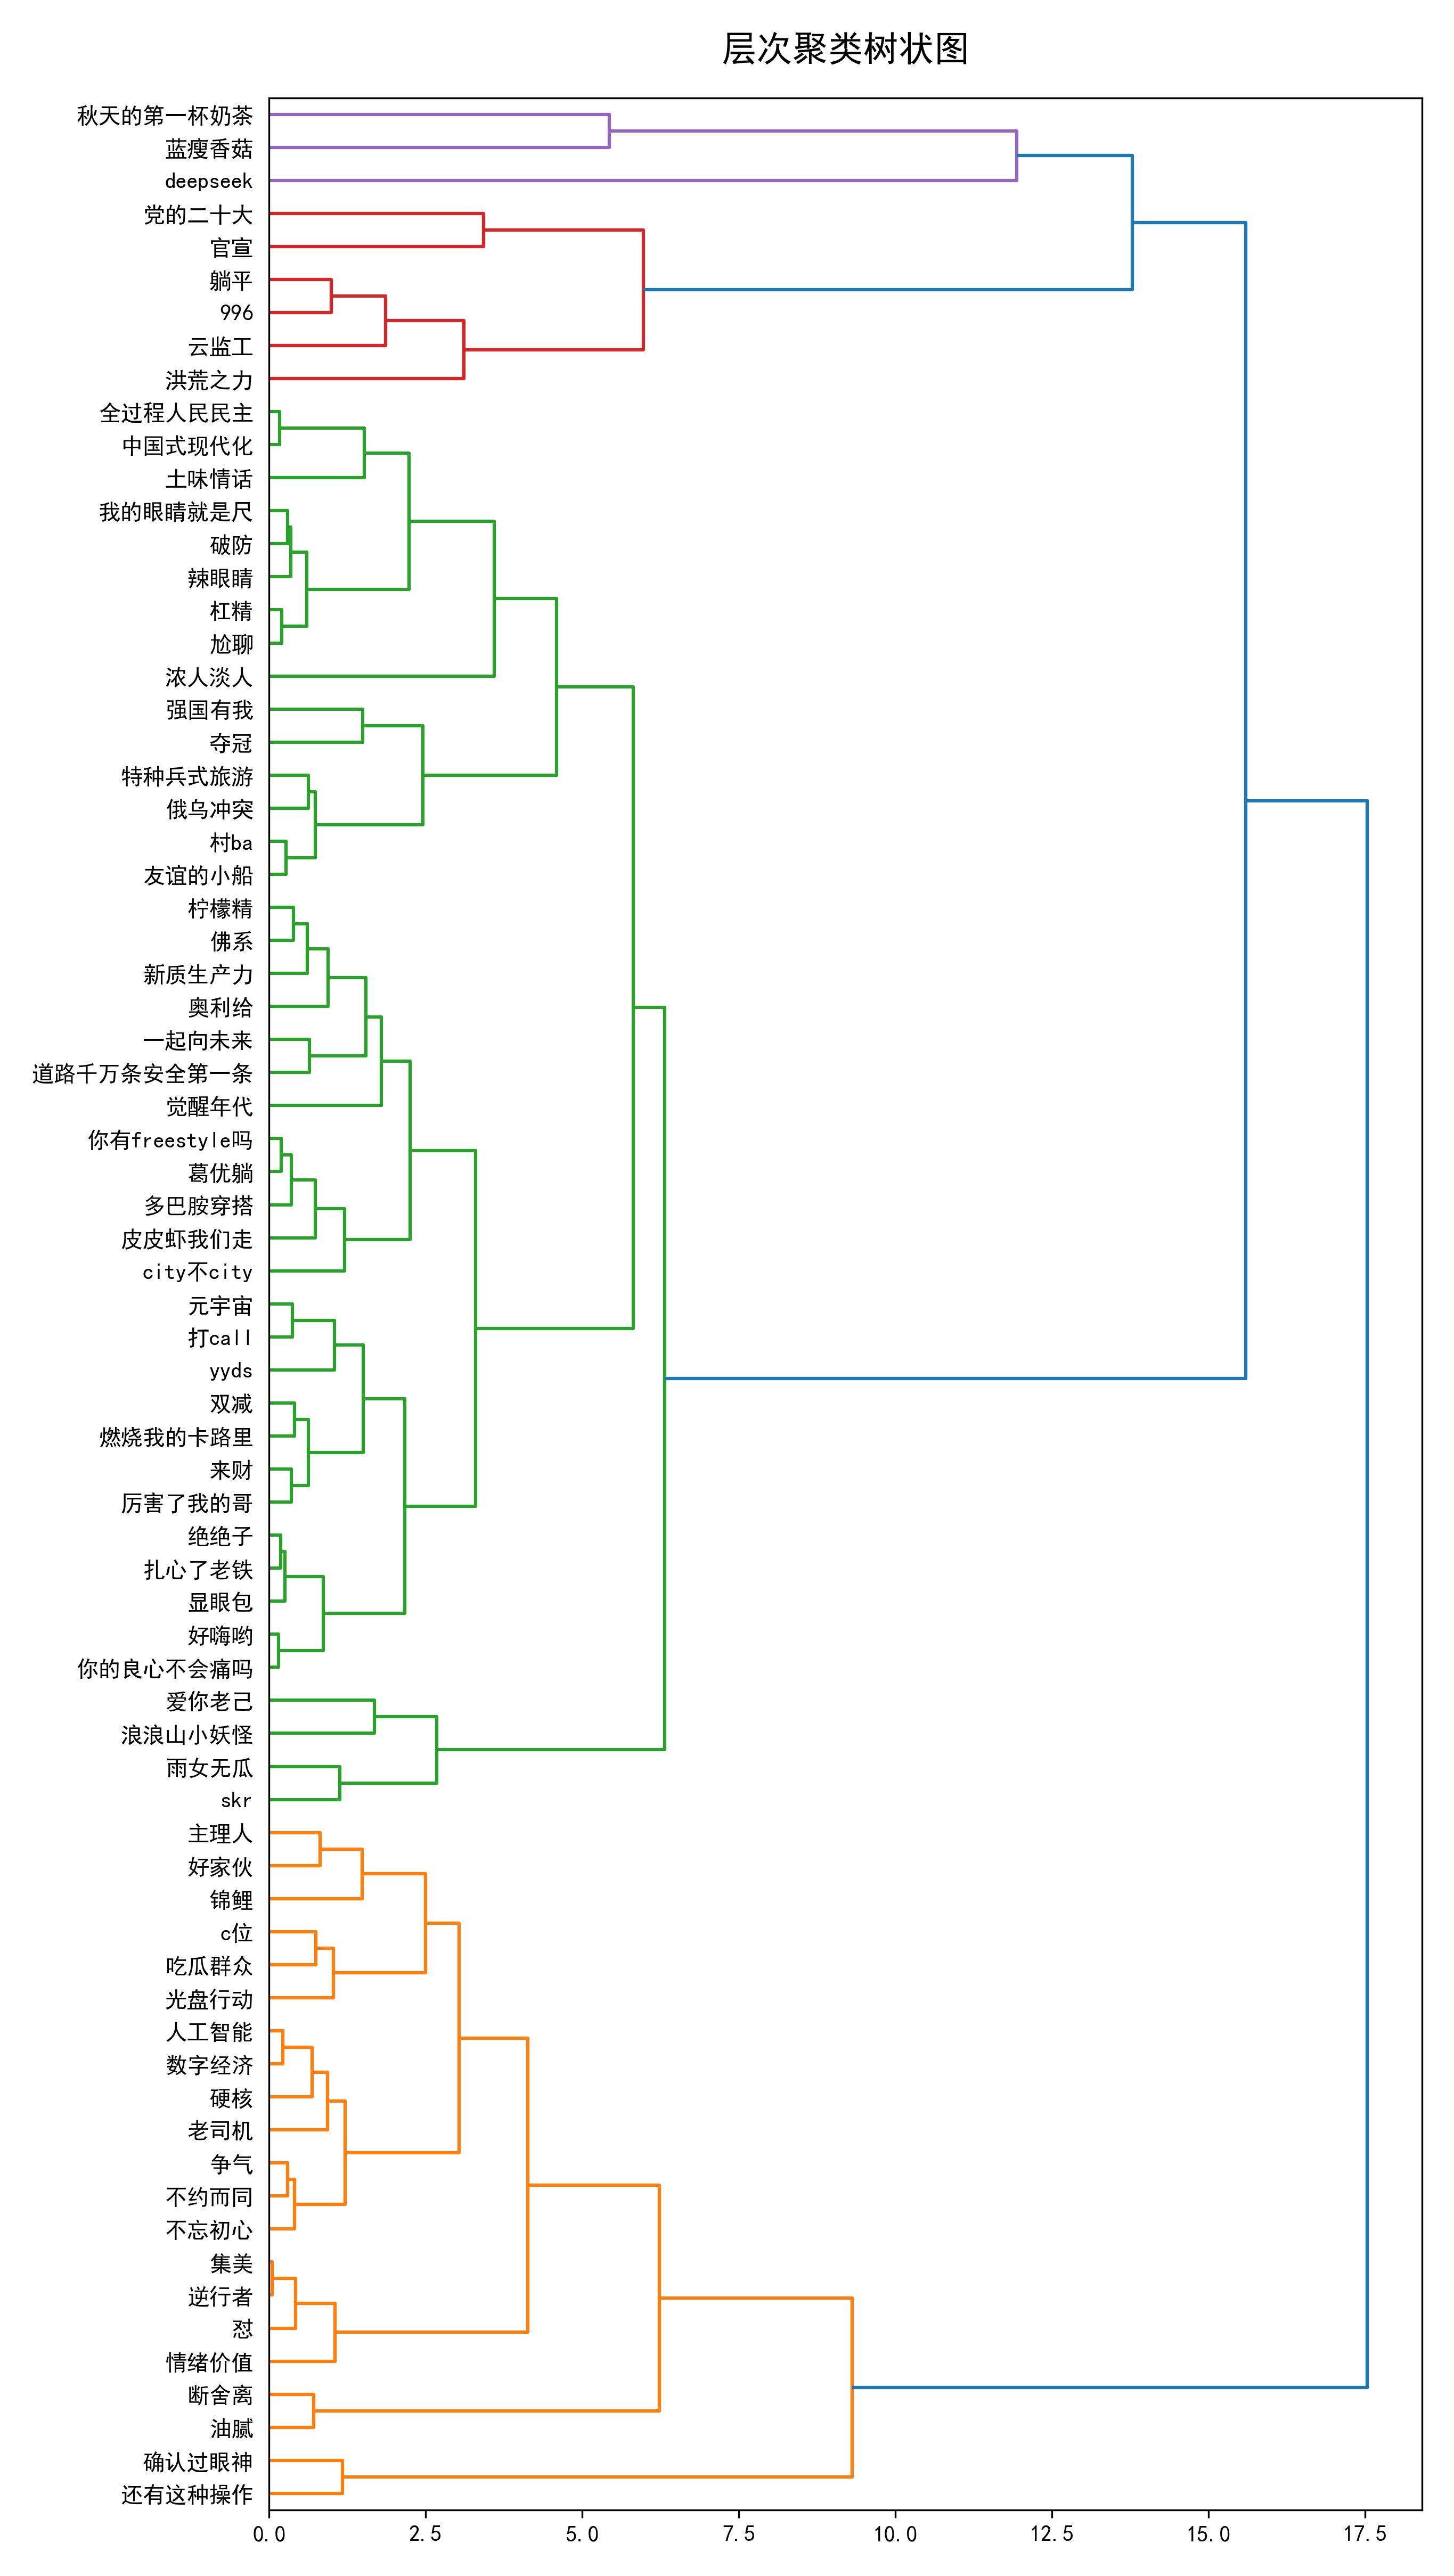 层次聚类树状图
秋天的第一杯奶茶
蓝瘦香菇
deepseek
党的二十大
官宣
躺平
996
云监工
洪荒之力
全过程人民民主
中国式现代化
土味情话
我的眼睛就是尺
破防
辣眼睛
杠精
尬聊
浓人淡人
强国有我
夺冠
特种兵式旅游
俄乌冲突
村ba
友谊的小船
柠檬精
佛系
新质生产力
奥利给
一起向未来
道路千万条安全第一条
觉醒年代
你有freestyle吗
葛优躺
多巴胺穿搭
皮皮虾我们走
city不city
元宇宙
打call
yyds
双减
燃烧我的卡路里
来财
厉害了我的哥
绝绝子
扎心了老铁
显眼包
好嗨哟
你的良心不会痛吗
爱你老己
浪浪山小妖怪
雨女无瓜
skr
主理人
好家伙
锦鲤
c位
吃瓜群众
光盘行动
人工智能
数字经济
硬核
老司机
争气
不约而同
不忘初心
集美
逆行者
怼
情绪价值
断舍离
油腻
确认过眼神
还有这种操作
0.0 2.5 5.0 7.5 10.0 12.5 15.0 17.5